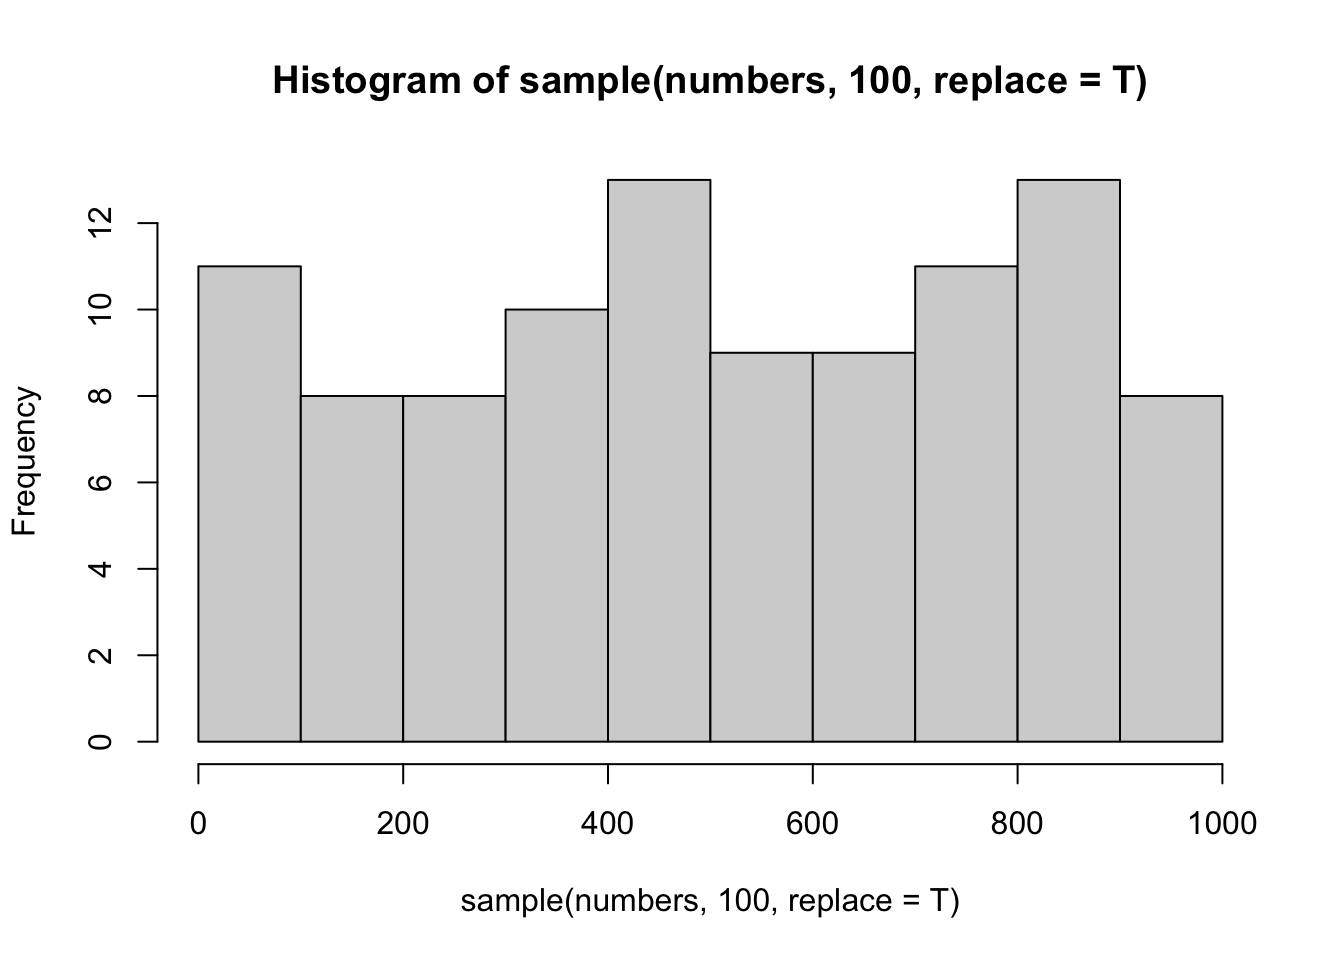 Histogram of sample(numbers, 100, replace = T)
Frequency
12
10
8
6
4
2
0
0 200 400 600 800 1000
sample(numbers, 100, replace = T)